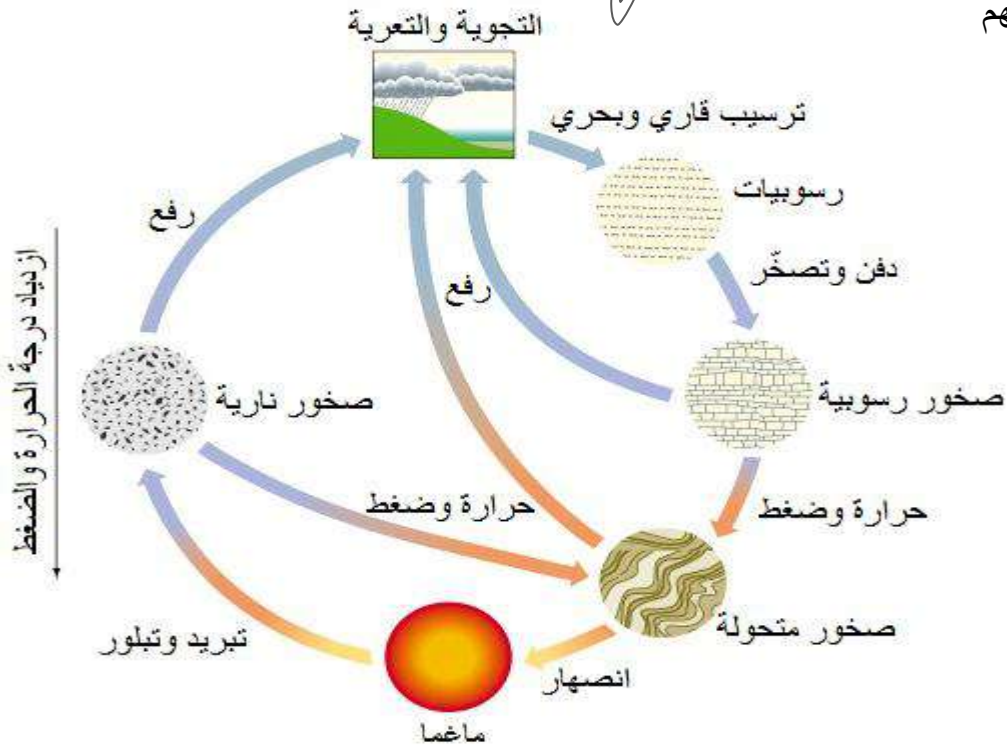 هم
التجوية والتعرية
ترسيب قاري وبحري
رسوبيات
دفن وتصخّر
رفع
رفع
صخور نارية
صخور رسوبية
حرارة وضغط
حرارة وضغط
صخور متحولة
تبريد وتبلور
انصهار
ماغما
ازدياد درجة الحرارة والضغط